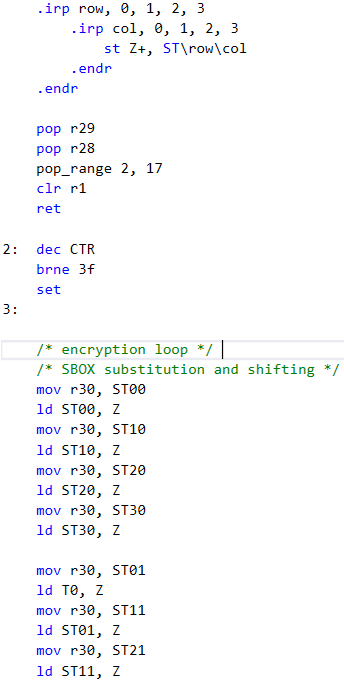 .irp row, 0, 1, 2, 3
.irp col, 0, 1, 2, 3
st Z+, ST\row\col
.endr
.endr
pop r29
pop r28
pop_range 2, 17
clr r1
ret
2: dec CTR
brne 3f
set
3:
/* encryption loop */
/* SBOX substitution and shifting */
mov r30, ST00
ld ST00, Z
mov r30, ST10
ld ST10, Z
mov r30, ST20
ld ST20, Z
mov r30, ST30
ld ST30, Z
mov r30, ST01
ld T0, Z
mov r30, ST11
ld ST01, Z
mov r30, ST21
ld ST11, Z